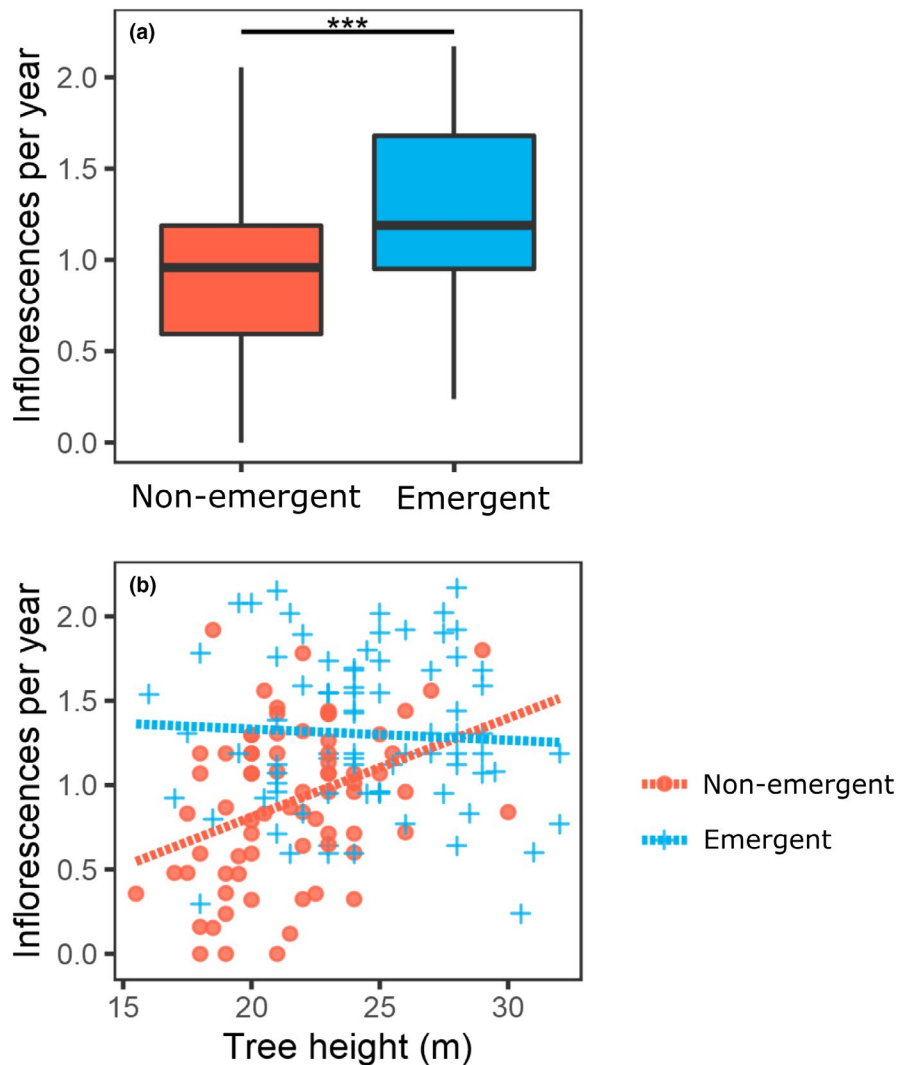 (a)
***
Inflorescences per year
2.0
1.5
1.0
0.5
0.0
Non-emergent
Emergent
(b)
Inflorescences per year
2.0
1.5
1.0
0.5
0.0
15
20
25
30
Tree height (m)
Non-emergent
Emergent